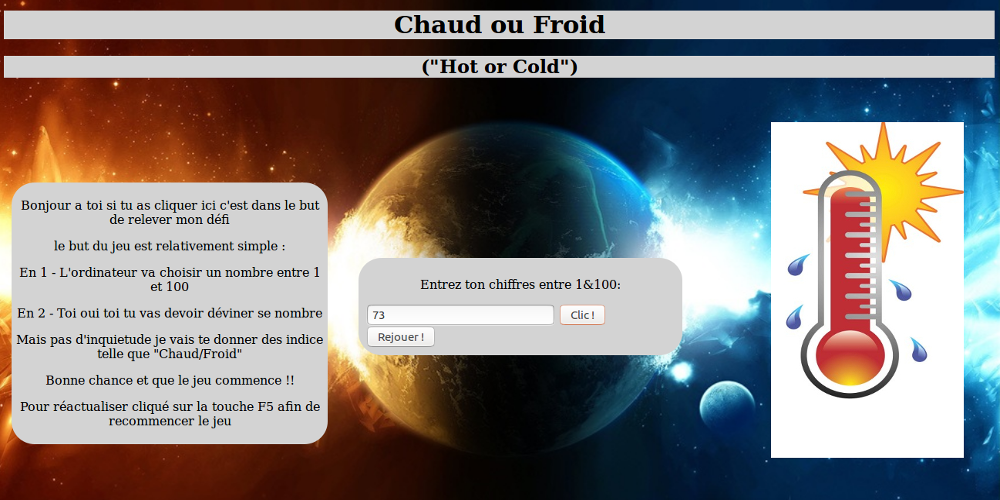 Chaud ou Froid
("Hot or Cold")
Bonjour a toi si tu as cliquer ici c'est dans le but
de relever mon défi
le but du jeu est relativement simple :
En 1 - L'ordinateur va choisir un nombre entre 1
et 100
En 2 - Toi oui toi tu vas devoir déviner se nombre
Mais pas d'inquietude je vais te donner des indice
telle que "Chaud/Froid"
Bonne chance et que le jeu commence !!
Pour réactualiser cliqué sur la touche F5 afin de
recommencer le jeu
Entrez ton chiffres entre 1&100:
73 Clic !
Rejouer !